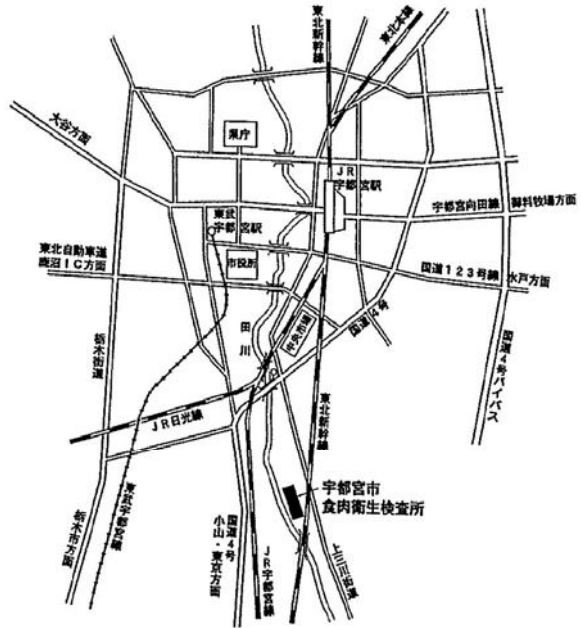 東北新幹線
東北本線
大谷方面
県庁
JR
宇都宮駅
東武
宇都宮駅
宇都宮向田線
御料牧場方面
東北自動車道
鹿沼IC方面
市役所
国道123号線
水戸方面
田川
中央市場
国道4号
国道4号バイパス
栃木街道
JR日光線
東北新幹線
宇都宮市
食肉衛生検査所
東武宇都宮線
栃木市方面
国道4号
小山・東京方面
JR宇都宮線
上三川街道